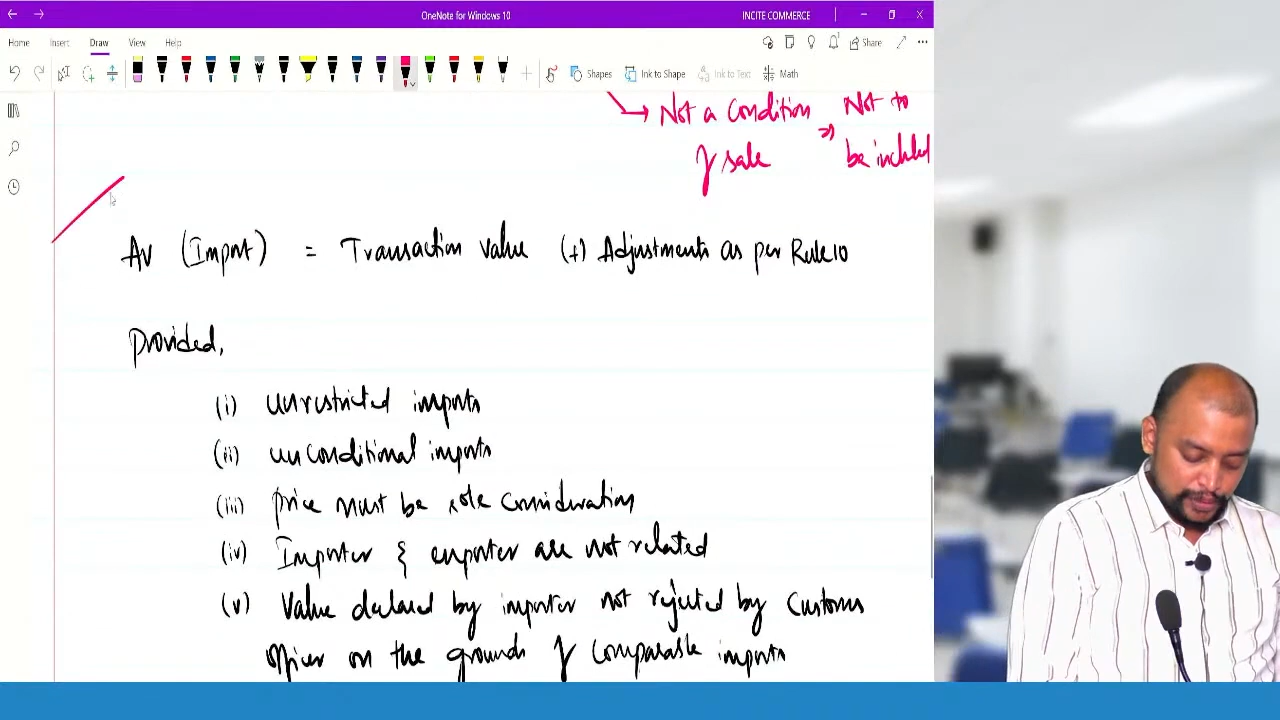 OneNote for Windows 10
INCITE COMMERCE
Home Insert Draw View Help
Share
Shapes Ink to Shape Ink to Text Math
Not a Condition
of sale
⇒ Not to
be included
AV (Import) = Transaction Value (+) Adjustments as per Rule 10
Provided,
(i) unrestricted imports
(ii) unconditional imports
(iii) Price must be sole consideration
(iv) Importer & exporter are not related
(v) Value declared by importer not rejected by Customs
officer on the grounds of comparable imports